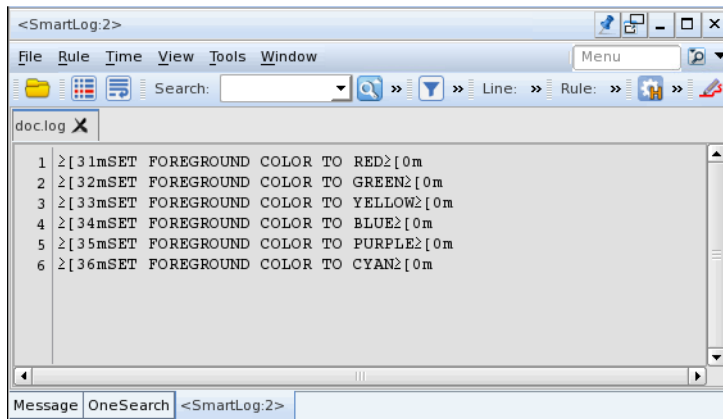 <SmartLog:2>
File Rule Time View Tools Window Menu
Search: » » Line: » Rule: » »
doc.log
1 ≥[31mSET FOREGROUND COLOR TO RED≥[0m
2 ≥[32mSET FOREGROUND COLOR TO GREEN≥[0m
3 ≥[33mSET FOREGROUND COLOR TO YELLOW≥[0m
4 ≥[34mSET FOREGROUND COLOR TO BLUE≥[0m
5 ≥[35mSET FOREGROUND COLOR TO PURPLE≥[0m
6 ≥[36mSET FOREGROUND COLOR TO CYAN≥[0m
Message OneSearch <SmartLog:2>